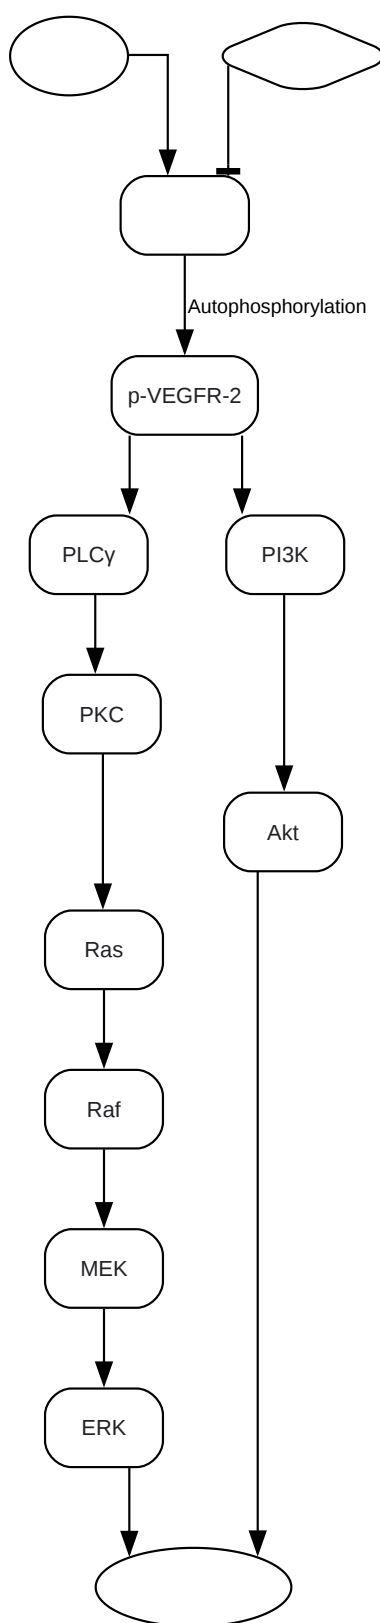 Autophosphorylation
p-VEGFR-2
PLCγ
PI3K
PKC
Akt
Ras
Raf
MEK
ERK